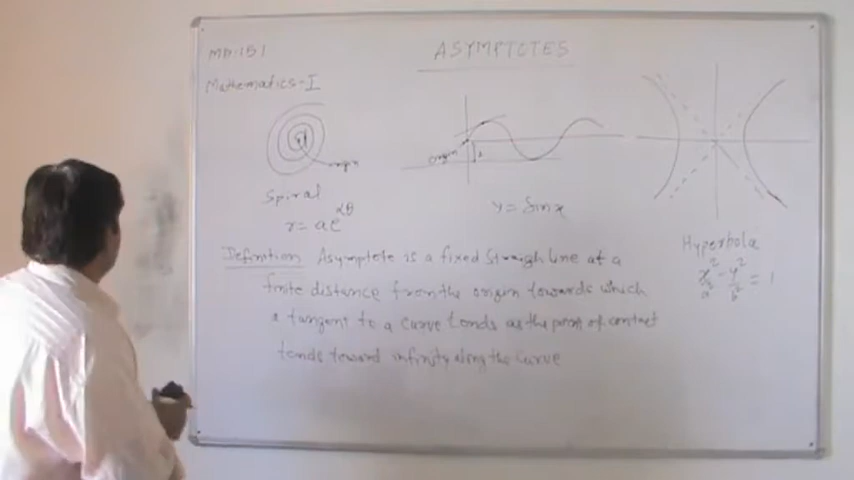 MA-151
ASYMPTOTES
Mathematics-I
origin
origin
Spiral
r = ae^αθ
y = Sin x
Hyperbola
x²/a² - y²/b² = 1
Definition Asymptote is a fixed straight line at a
finite distance from the origin towards which
a tangent to a curve tends as the point of contact
tends toward infinity along the curve